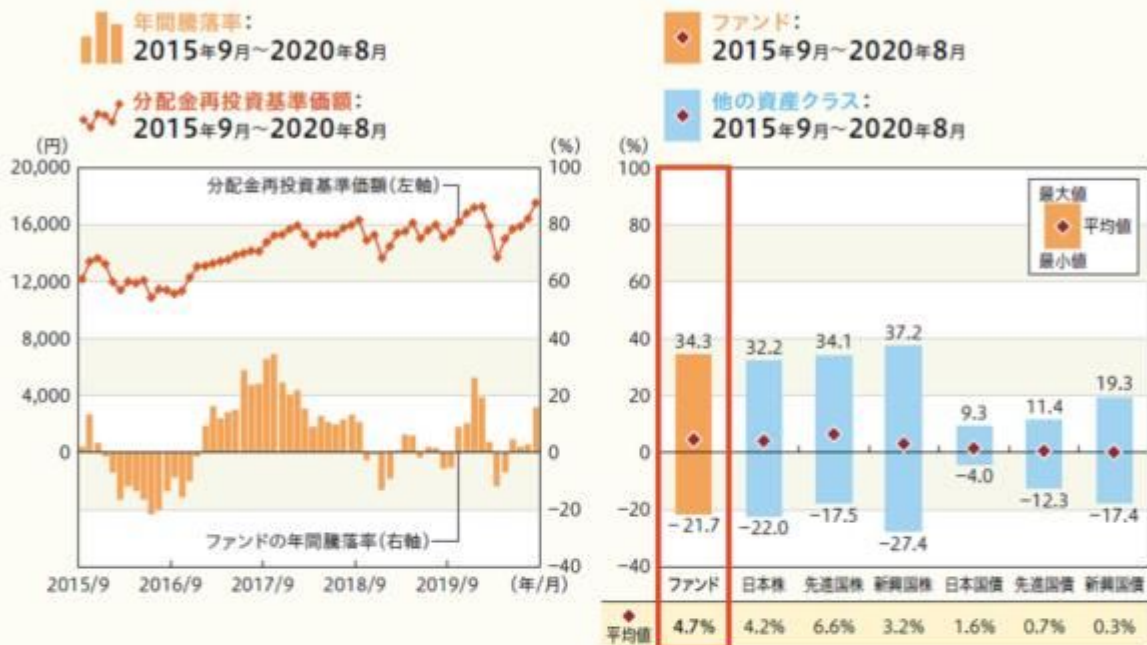 年間騰落率：
2015年9月～2020年8月
分配金再投資基準価額：
2015年9月～2020年8月
ファンド：
2015年9月～2020年8月
他の資産クラス：
2015年9月～2020年8月
(円)
(%)
20,000
16,000
12,000
8,000
4,000
0
100
80
60
40
20
0
−20
−40
分配金再投資基準価額(左軸)
ファンドの年間騰落率(右軸)
2015/9
2016/9
2017/9
2018/9
2019/9
(年/月)
(%)
100
80
60
40
20
0
−20
−40
最大値
平均値
最小値
34.3
32.2
34.1
37.2
9.3
11.4
19.3
−21.7
−22.0
−17.5
−27.4
−4.0
−12.3
−17.4
ファンド 日本株 先進国株 新興国株 日本国債 先進国債 新興国債
平均値 4.7% 4.2% 6.6% 3.2% 1.6% 0.7% 0.3%